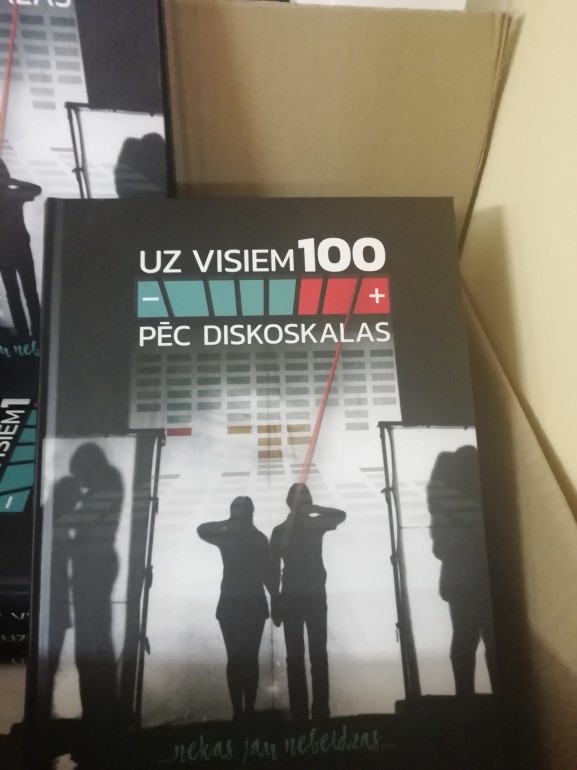 UZ VISIEM 100
- +
PĒC DISKOSKALAS
...nekas jau nebeidzas...